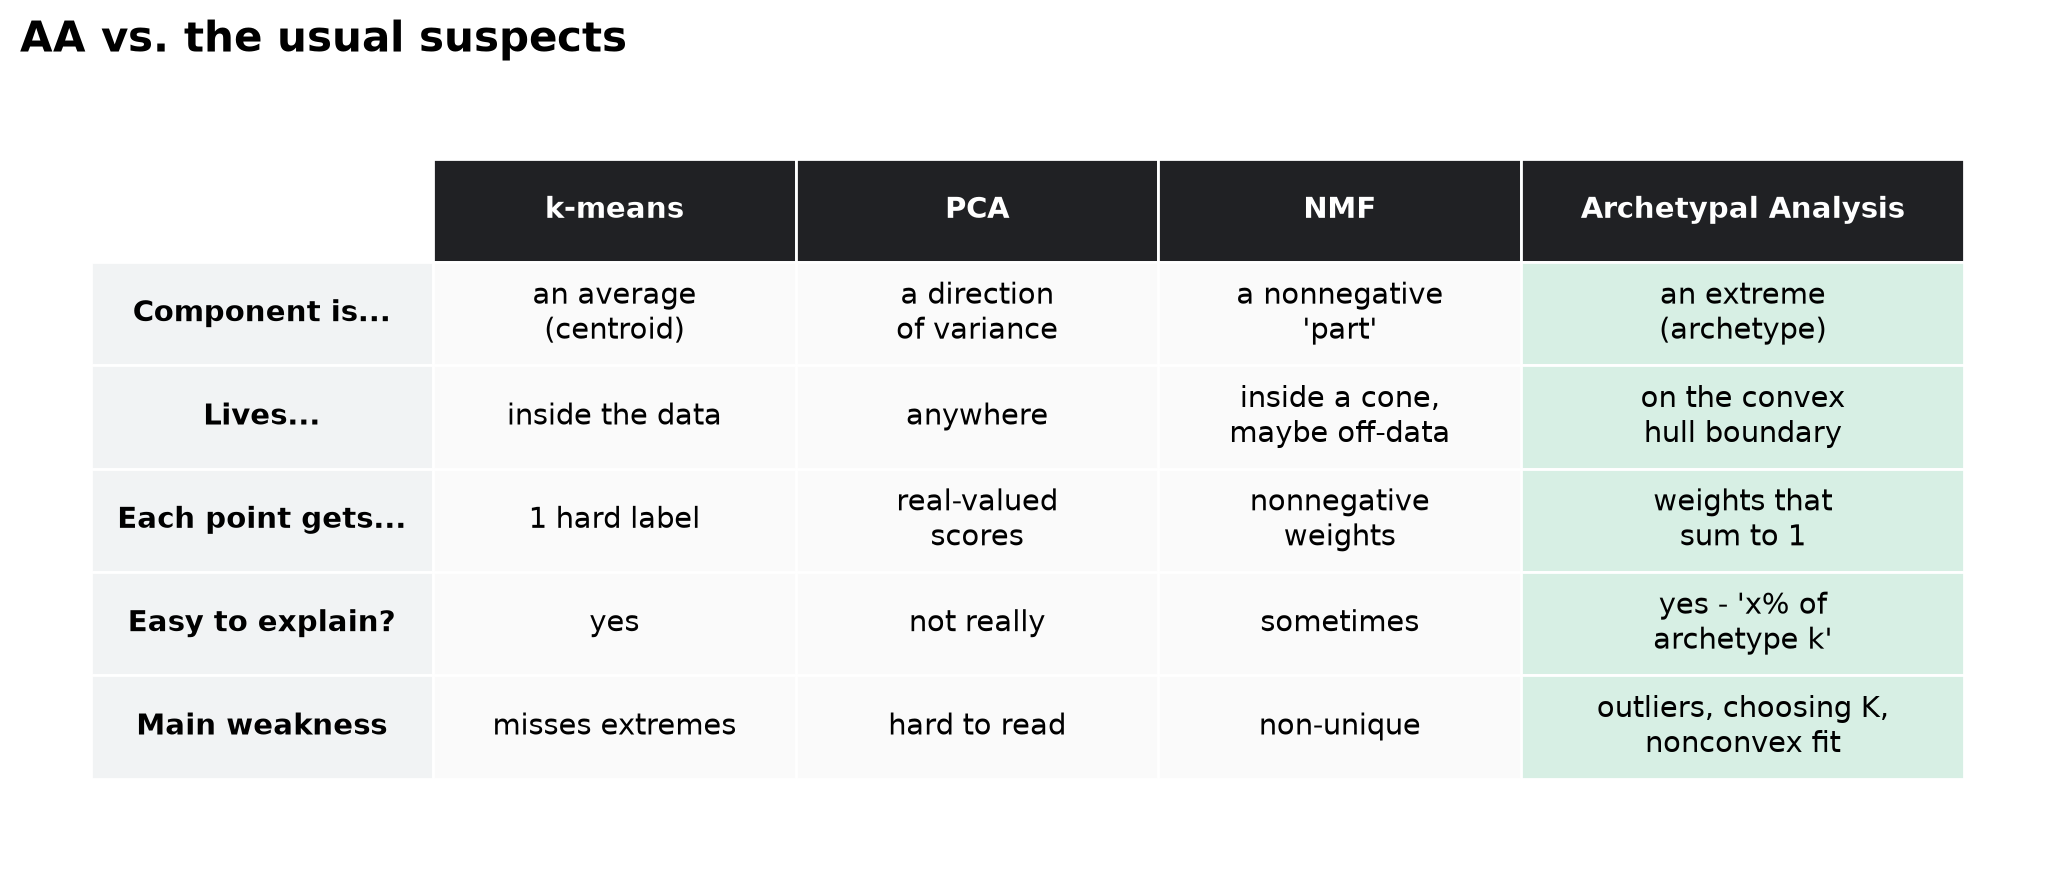 AA vs. the usual suspects
k-means
PCA
NMF
Archetypal Analysis
Component is...
an average
(centroid)
a direction
of variance
a nonnegative
'part'
an extreme
(archetype)
Lives...
inside the data
anywhere
inside a cone,
maybe off-data
on the convex
hull boundary
Each point gets...
1 hard label
real-valued
scores
nonnegative
weights
weights that
sum to 1
Easy to explain?
yes
not really
sometimes
yes - 'x% of
archetype k'
Main weakness
misses extremes
hard to read
non-unique
outliers, choosing K,
nonconvex fit